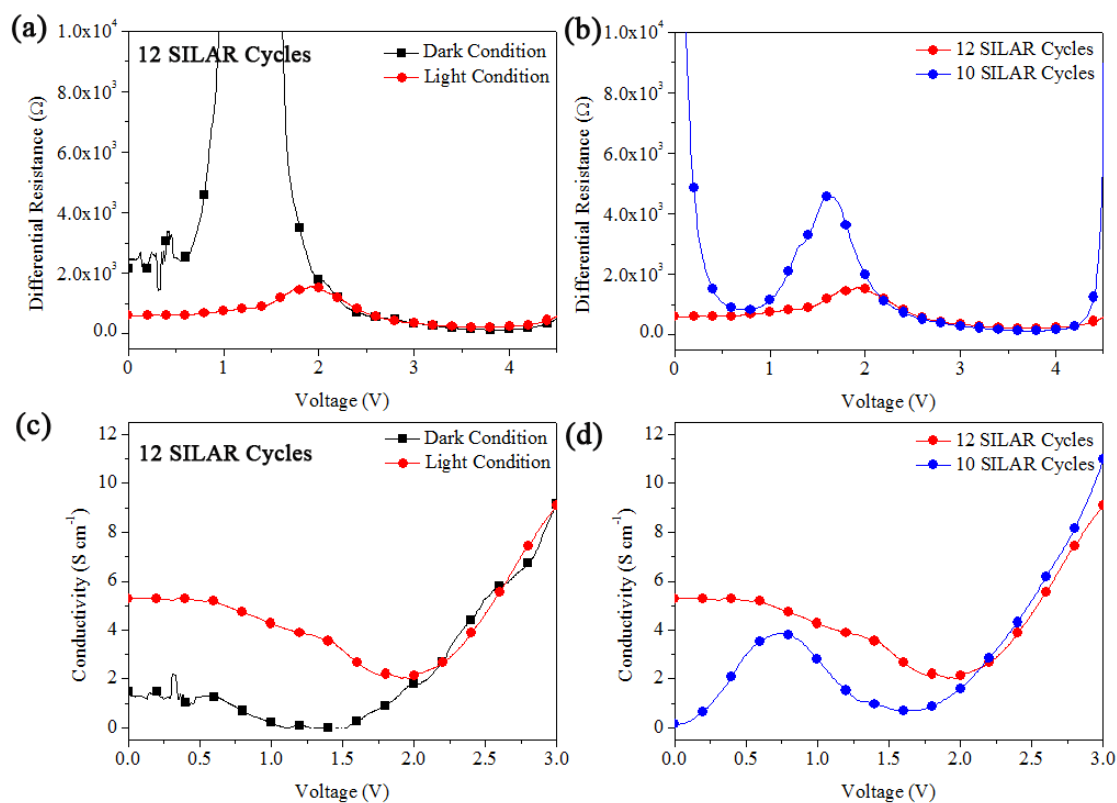 (a)
12 SILAR Cycles
Dark Condition
Light Condition
Differential Resistance (Ω)
1.0x10⁴
8.0x10³
6.0x10³
4.0x10³
2.0x10³
0.0
0 1 2 3 4
Voltage (V)
(b)
12 SILAR Cycles
10 SILAR Cycles
Differential Resistance (Ω)
1.0x10⁴
8.0x10³
6.0x10³
4.0x10³
2.0x10³
0.0
0 1 2 3 4
Voltage (V)
(c)
12 SILAR Cycles
Dark Condition
Light Condition
Conductivity (S cm⁻¹)
12
10
8
6
4
2
0
0.0 0.5 1.0 1.5 2.0 2.5 3.0
Voltage (V)
(d)
12 SILAR Cycles
10 SILAR Cycles
Conductivity (S cm⁻¹)
12
10
8
6
4
2
0
0.0 0.5 1.0 1.5 2.0 2.5 3.0
Voltage (V)